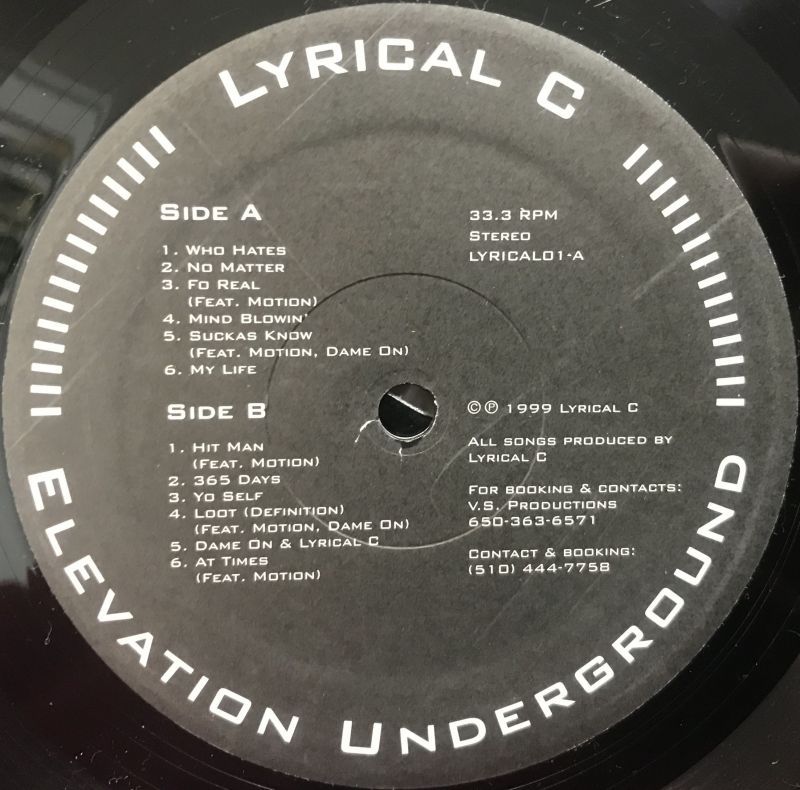 LYRICAL C
SIDE A
1. WHO HATES
2. NO MATTER
3. FO REAL
(FEAT. MOTION)
4. MIND BLOWIN'
5. SUCKAS KNOW
(FEAT. MOTION, DAME ON)
6. MY LIFE
33.3 RPM
STEREO
LYRICAL01-A
SIDE B
1. HIT MAN
(FEAT. MOTION)
2. 365 DAYS
3. YO SELF
4. LOOT (DEFINITION)
(FEAT. MOTION, DAME ON)
5. DAME ON & LYRICAL C
6. AT TIMES
(FEAT. MOTION)
©℗ 1999 LYRICAL C
ALL SONGS PRODUCED BY
LYRICAL C
FOR BOOKING & CONTACTS:
V.S. PRODUCTIONS
650-363-6571
CONTACT & BOOKING:
(510) 444-7758
ELEVATION UNDERGROUND